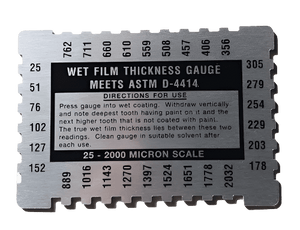 762 711 660 610 559 508 457 406 356
25 305
51 279
76 254
102 229
127 203
152 178
WET FILM THICKNESS GAUGE
MEETS ASTM D-4414
DIRECTIONS FOR USE
Press gauge into wet coating. Withdraw vertically
and note deepest tooth having paint on it and the
next higher tooth that is not coated with paint.
The true wet film thickness lies between these two
readings. Clean gauge in suitable solvent after
each use.
25 - 2000 MICRON SCALE
889 1016 1143 1270 1397 1524 1651 1778 2032